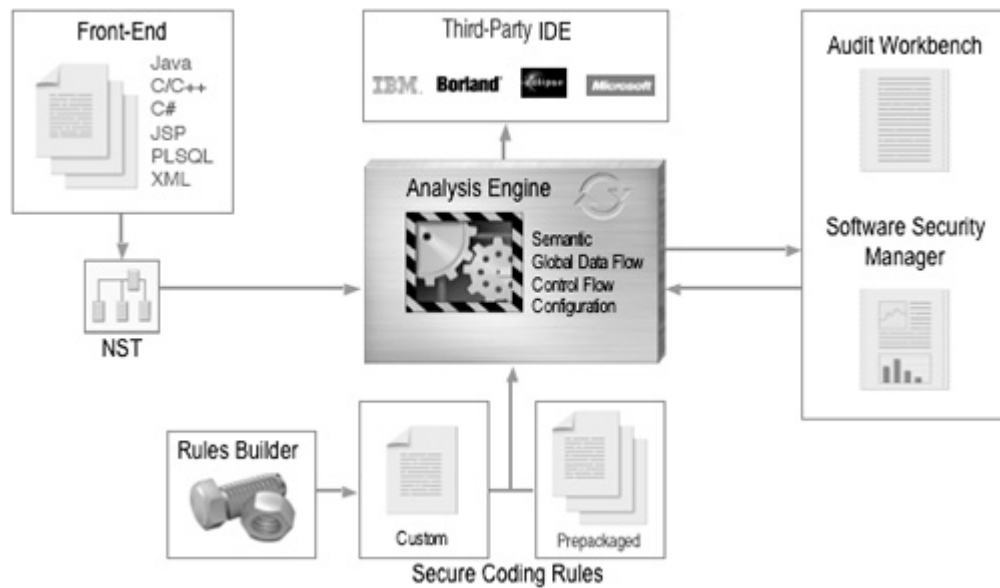 Front-End
Java
C/C++
C#
JSP
PLSQL
XML
NST
Third-Party IDE
IBM. Borland eclipse Microsoft
Analysis Engine
Semantic
Global Data Flow
Control Flow
Configuration
Audit Workbench
Software Security
Manager
Rules Builder
Custom
Prepackaged
Secure Coding Rules